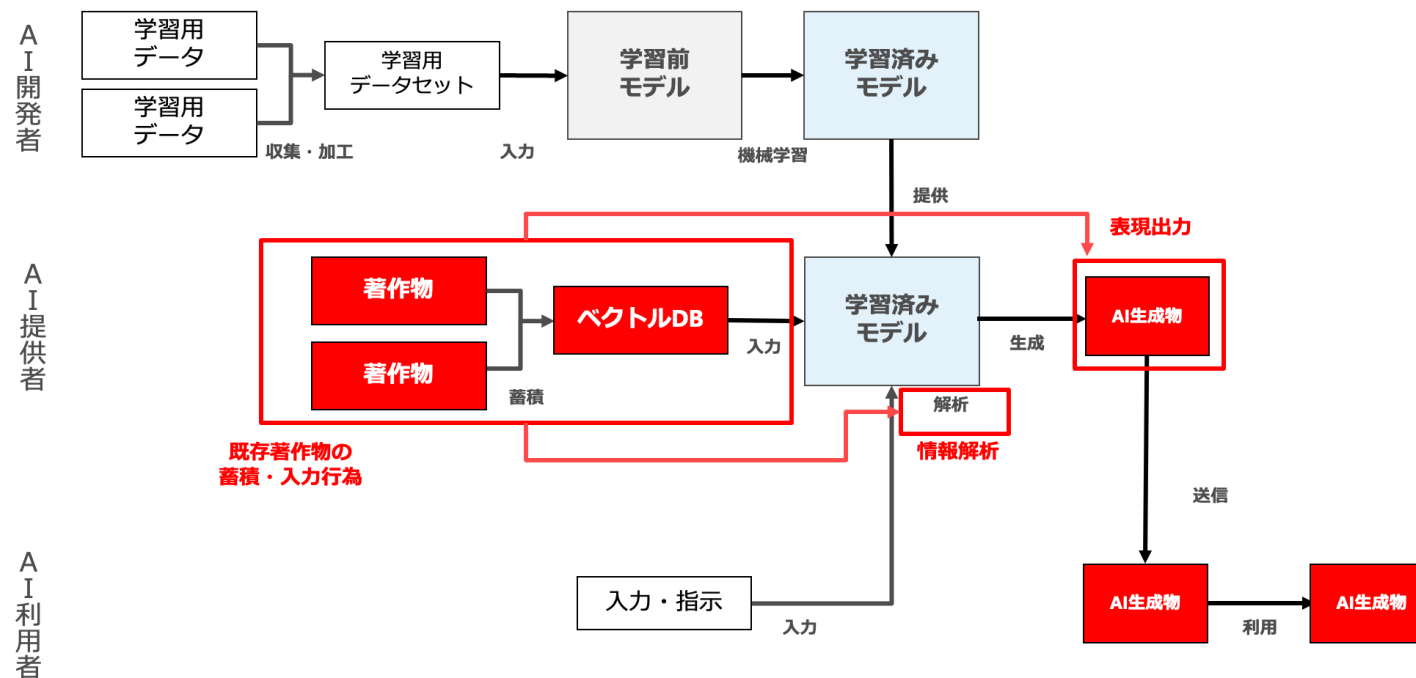 AI開発者
学習用
データ
学習用
データ
収集・加工
学習用
データセット
入力
学習前
モデル
機械学習
学習済み
モデル
提供
AI提供者
著作物
著作物
蓄積
ベクトルDB
入力
既存著作物の
蓄積・入力行為
学習済み
モデル
解析
情報解析
生成
表現出力
AI生成物
送信
AI利用者
入力・指示
入力
AI生成物
利用
AI生成物